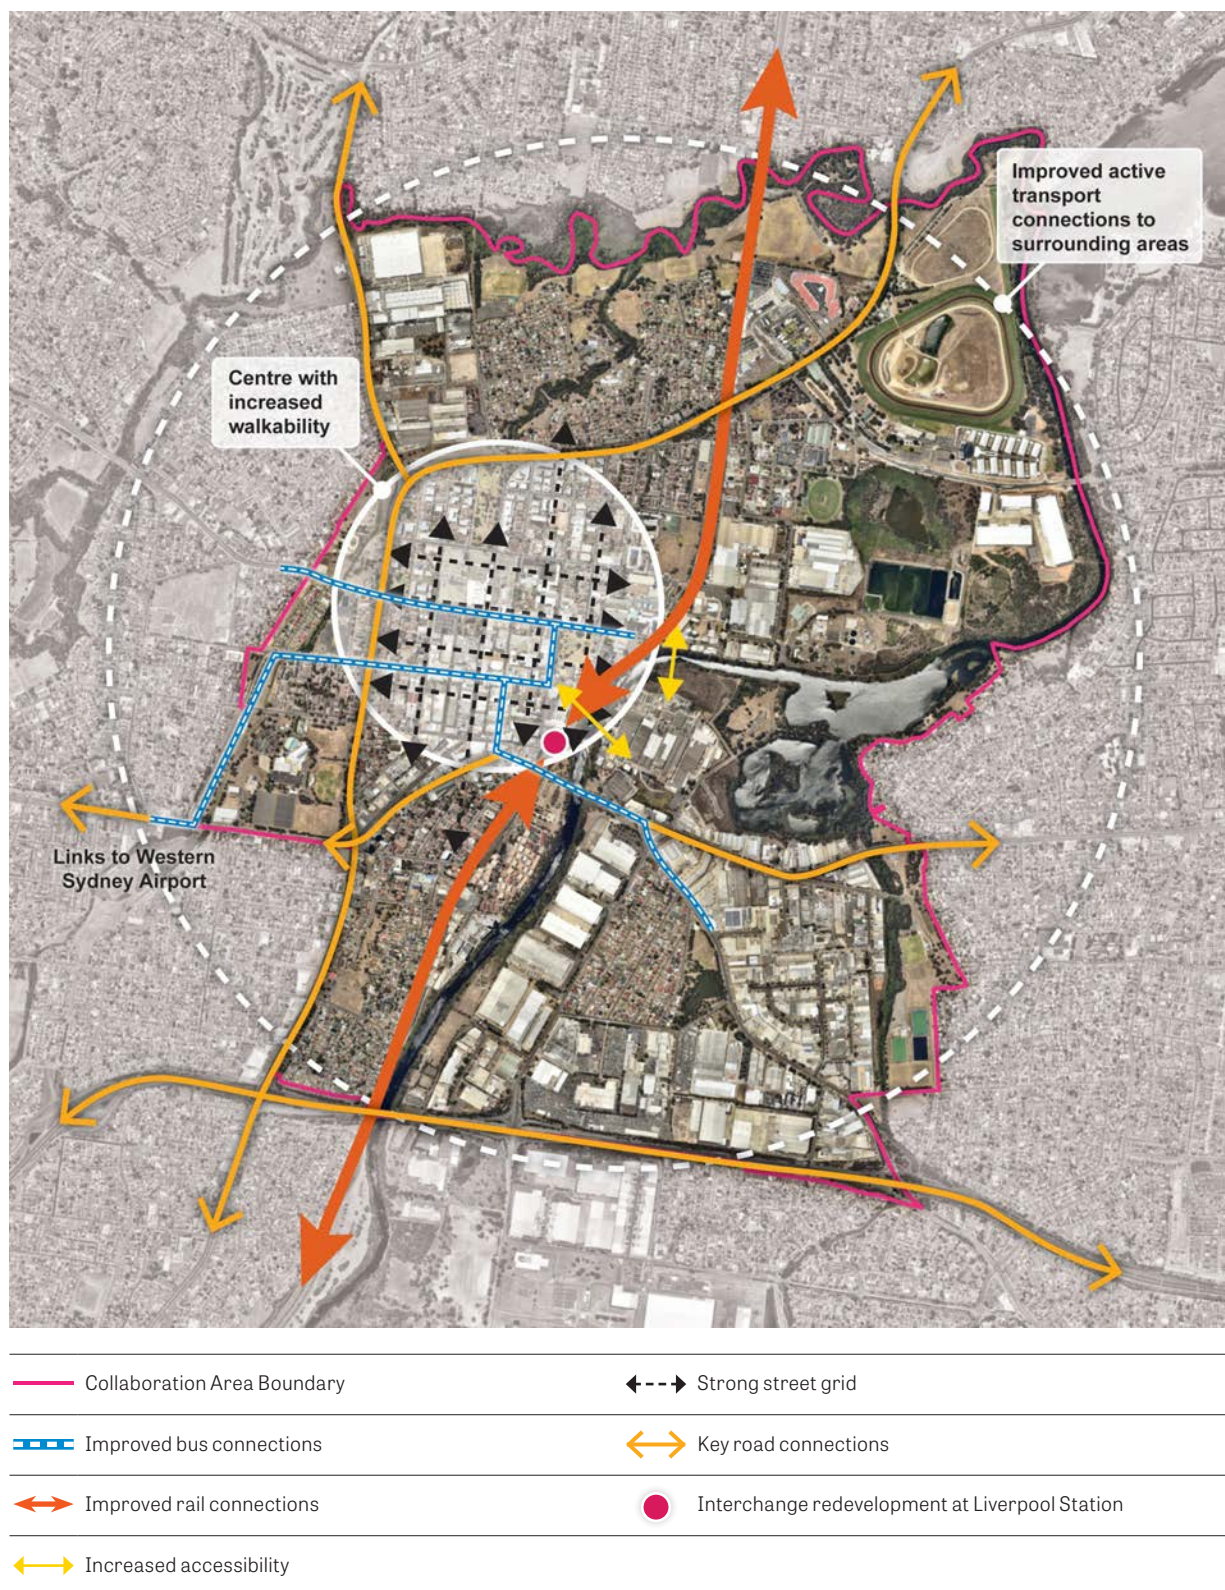 Improved active
transport
connections to
surrounding areas
Centre with
increased
walkability
Links to Western
Sydney Airport
Collaboration Area Boundary
Strong street grid
Improved bus connections
Key road connections
Improved rail connections
Interchange redevelopment at Liverpool Station
Increased accessibility